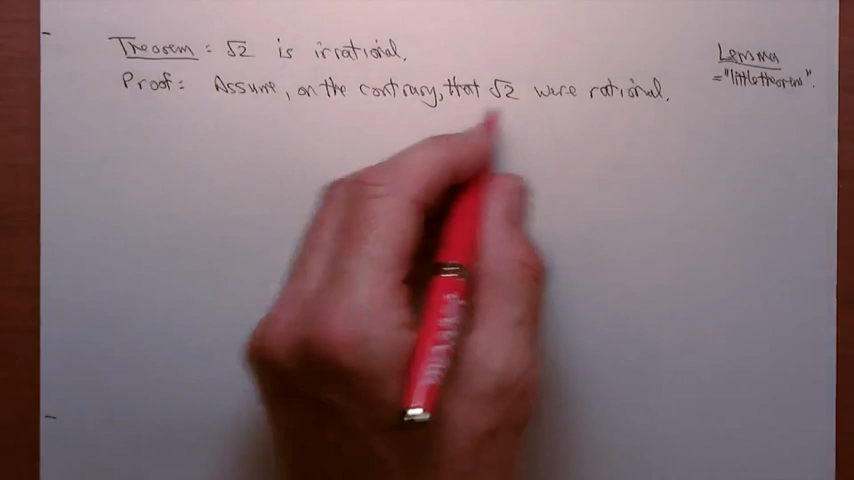 Theorem: √2 is irrational.
Proof: Assume, on the contrary, that √2 were rational.
Lemma
="little theorem".